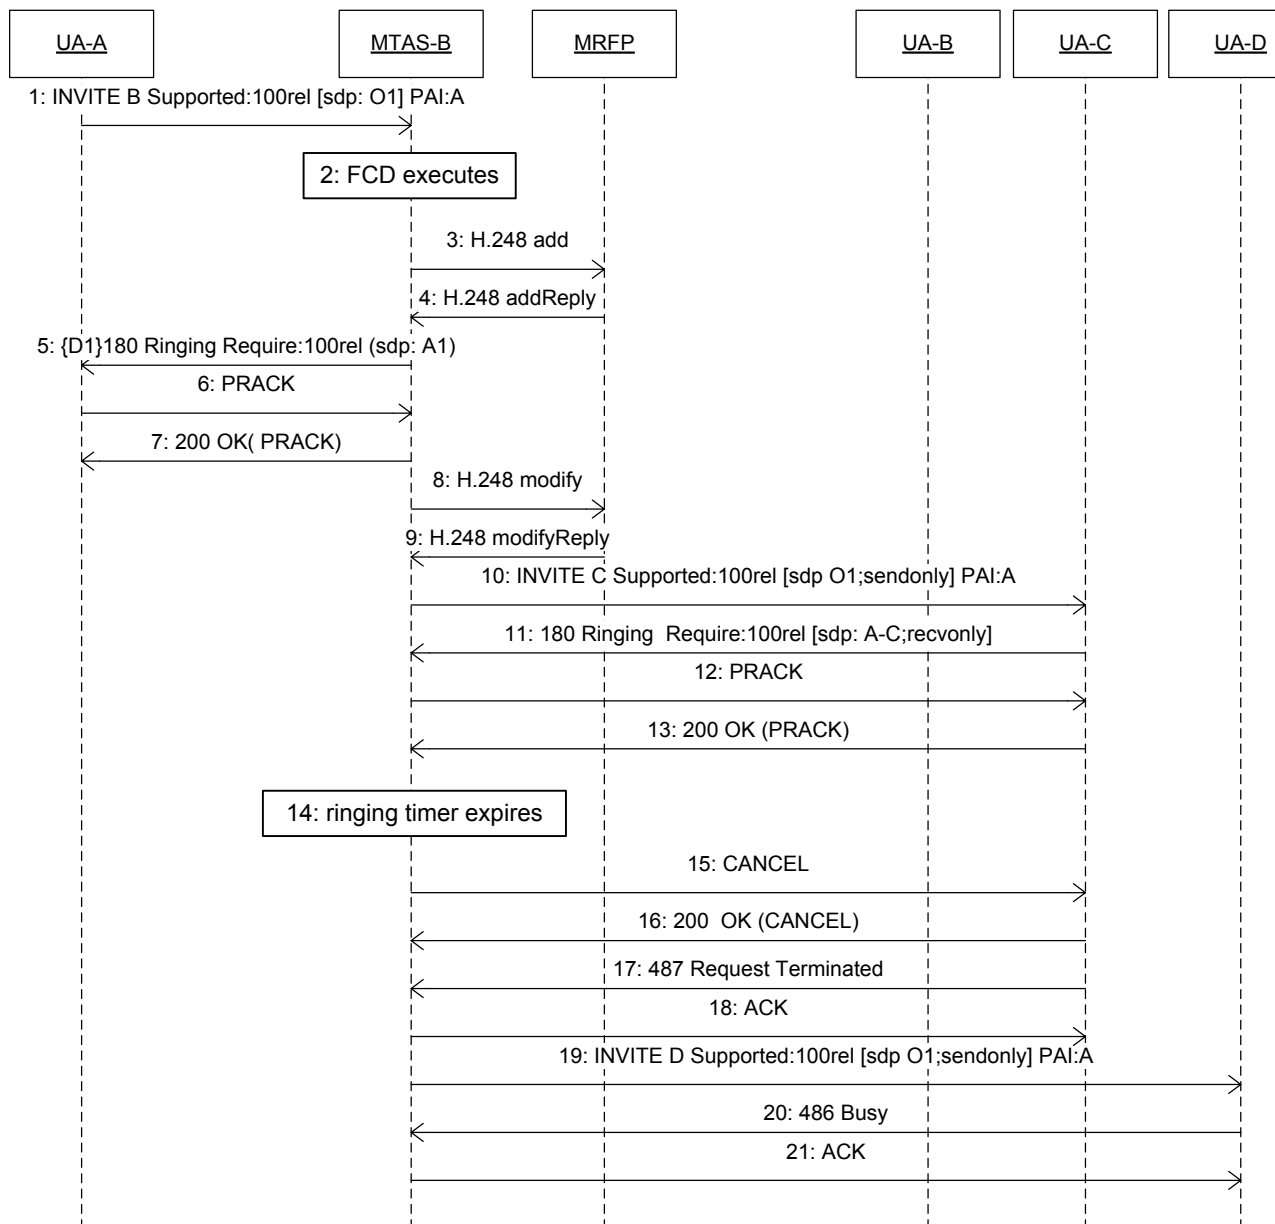 UA-A MTAS-B MRFP UA-B UA-C UA-D
1: INVITE B Supported:100rel [sdp: O1] PAI:A
2: FCD executes
3: H.248 add
4: H.248 addReply
5: {D1}180 Ringing Require:100rel (sdp: A1)
6: PRACK
7: 200 OK( PRACK)
8: H.248 modify
9: H.248 modifyReply
10: INVITE C Supported:100rel [sdp O1;sendonly] PAI:A
11: 180 Ringing  Require:100rel [sdp: A-C;recvonly]
12: PRACK
13: 200 OK (PRACK)
14: ringing timer expires
15: CANCEL
16: 200  OK (CANCEL)
17: 487 Request Terminated
18: ACK
19: INVITE D Supported:100rel [sdp O1;sendonly] PAI:A
20: 486 Busy
21: ACK